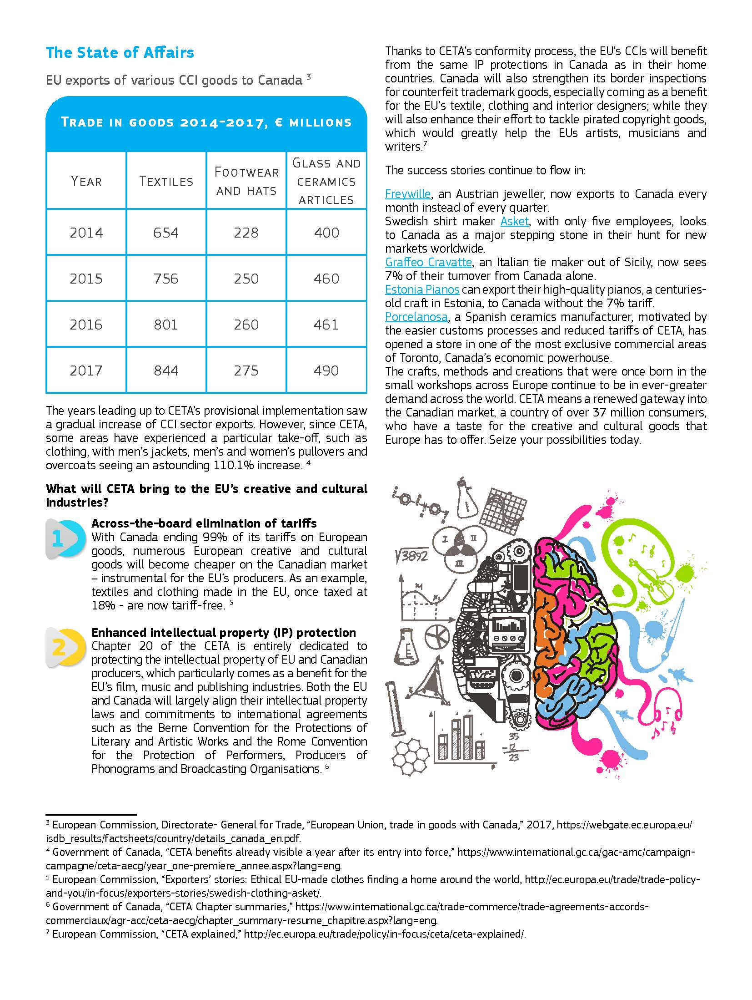 The State of Affairs
EU exports of various CCI goods to Canada 3
TRADE IN GOODS 2014-2017, € MILLIONS
YEAR TEXTILES FOOTWEAR AND HATS GLASS AND CERAMICS ARTICLES
2014 654 228 400
2015 756 250 460
2016 801 260 461
2017 844 275 490
The years leading up to CETA's provisional implementation saw
a gradual increase of CCI sector exports. However, since CETA,
some areas have experienced a particular take-off, such as
clothing, with men's jackets, men's and women's pullovers and
overcoats seeing an astounding 110.1% increase. 4
What will CETA bring to the EU's creative and cultural
industries?
1
Across-the-board elimination of tariffs
With Canada ending 99% of its tariffs on European
goods, numerous European creative and cultural
goods will become cheaper on the Canadian market
– instrumental for the EU's producers. As an example,
textiles and clothing made in the EU, once taxed at
18% - are now tariff-free. 5
2
Enhanced intellectual property (IP) protection
Chapter 20 of the CETA is entirely dedicated to
protecting the intellectual property of EU and Canadian
producers, which particularly comes as a benefit for the
EU's film, music and publishing industries. Both the EU
and Canada will largely align their intellectual property
laws and commitments to international agreements
such as the Berne Convention for the Protections of
Literary and Artistic Works and the Rome Convention
for the Protection of Performers, Producers of
Phonograms and Broadcasting Organisations. 6
Thanks to CETA's conformity process, the EU's CCIs will benefit
from the same IP protections in Canada as in their home
countries. Canada will also strengthen its border inspections
for counterfeit trademark goods, especially coming as a benefit
for the EU's textile, clothing and interior designers; while they
will also enhance their effort to tackle pirated copyright goods,
which would greatly help the EUs artists, musicians and
writers.7
The success stories continue to flow in:
Freywille, an Austrian jeweller, now exports to Canada every
month instead of every quarter.
Swedish shirt maker Asket, with only five employees, looks
to Canada as a major stepping stone in their hunt for new
markets worldwide.
Graffeo Cravatte, an Italian tie maker out of Sicily, now sees
7% of their turnover from Canada alone.
Estonia Pianos can export their high-quality pianos, a centuries-
old craft in Estonia, to Canada without the 7% tariff.
Porcelanosa, a Spanish ceramics manufacturer, motivated by
the easier customs processes and reduced tariffs of CETA, has
opened a store in one of the most exclusive commercial areas
of Toronto, Canada's economic powerhouse.
The crafts, methods and creations that were once born in the
small workshops across Europe continue to be in ever-greater
demand across the world. CETA means a renewed gateway into
the Canadian market, a country of over 37 million consumers,
who have a taste for the creative and cultural goods that
Europe has to offer. Seize your possibilities today.
I II
III
√3892
E
35
-12
23
3 European Commission, Directorate- General for Trade, "European Union, trade in goods with Canada," 2017, https://webgate.ec.europa.eu/
isdb_results/factsheets/country/details_canada_en.pdf.
4 Government of Canada, "CETA benefits already visible a year after its entry into force," https://www.international.gc.ca/gac-amc/campaign-
campagne/ceta-aecg/year_one-premiere_annee.aspx?lang=eng.
5 European Commission, "Exporters' stories: Ethical EU-made clothes finding a home around the world, http://ec.europa.eu/trade/trade-policy-
and-you/in-focus/exporters-stories/swedish-clothing-asket/.
6 Government of Canada, "CETA Chapter summaries," https://www.international.gc.ca/trade-commerce/trade-agreements-accords-
commerciaux/agr-acc/ceta-aecg/chapter_summary-resume_chapitre.aspx?lang=eng.
7 European Commission, "CETA explained," http://ec.europa.eu/trade/policy/in-focus/ceta/ceta-explained/.